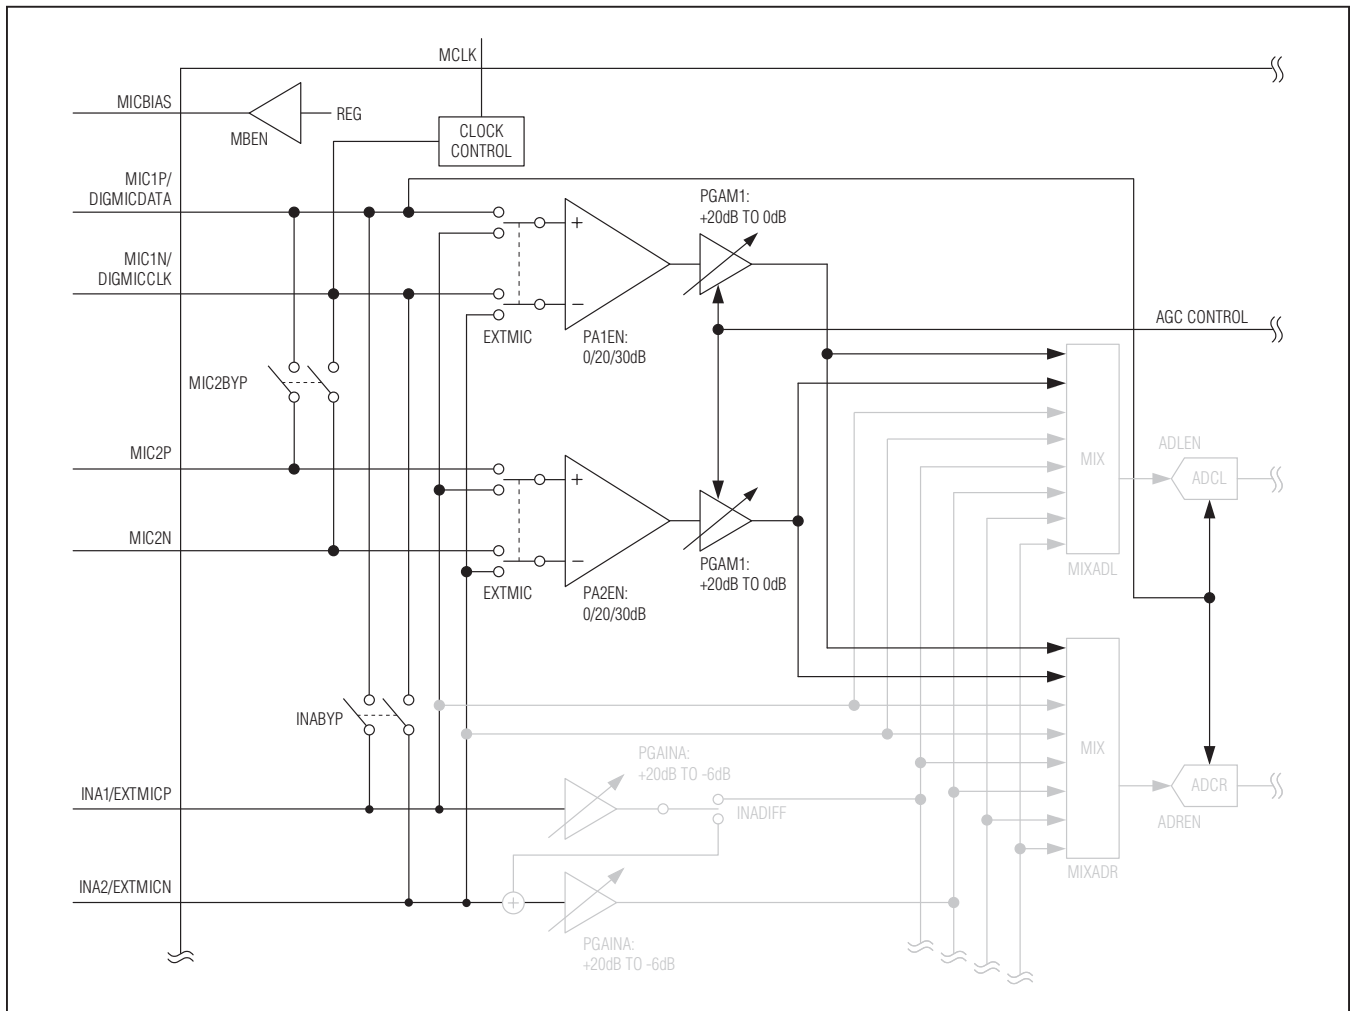 MCLK
MICBIAS
REG
MBEN
CLOCK
CONTROL
MIC1P/
DIGMICDATA
PGAM1:
+20dB TO 0dB
+
MIC1N/
DIGMICCLK
−
EXTMIC
PA1EN:
0/20/30dB
AGC CONTROL
MIC2BYP
MIC2P
+
MIX
ADLEN
ADCL
MIC2N
−
EXTMIC
PA2EN:
0/20/30dB
PGAM1:
+20dB TO 0dB
MIXADL
INABYP
PGAINA:
+20dB TO -6dB
MIX
INA1/EXTMICP
INADIFF
ADCR
ADREN
INA2/EXTMICN
+
MIXADR
PGAINA:
+20dB TO -6dB